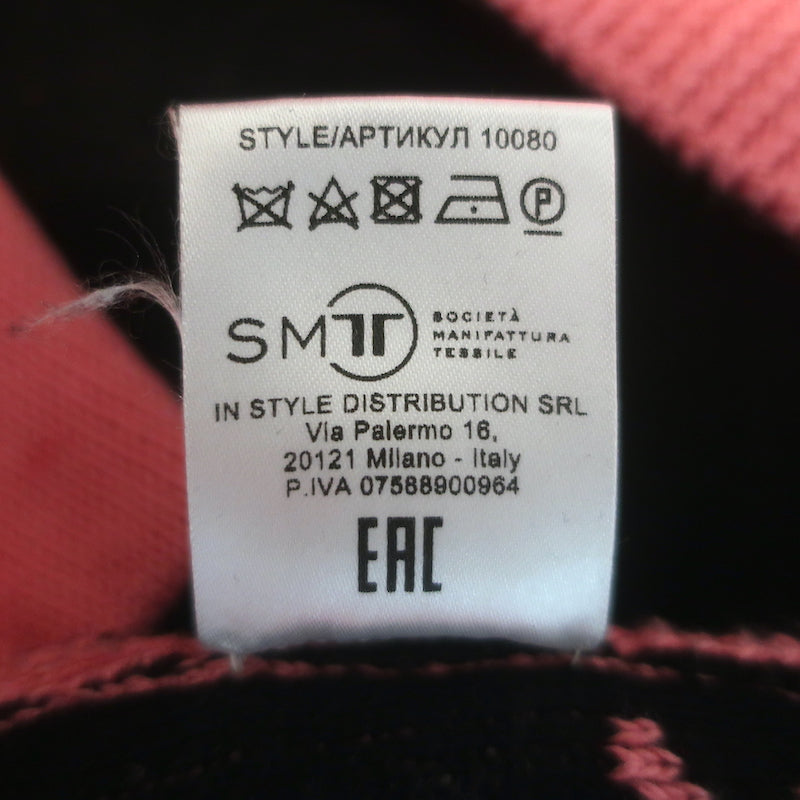 STYLE/АРТИКУЛ 10080
P
SMTT
SOCIETÀ
MANIFATTURA
TESSILE
IN STYLE DISTRIBUTION SRL
Via Palermo 16,
20121 Milano - Italy
P.IVA 07588900964
EAC